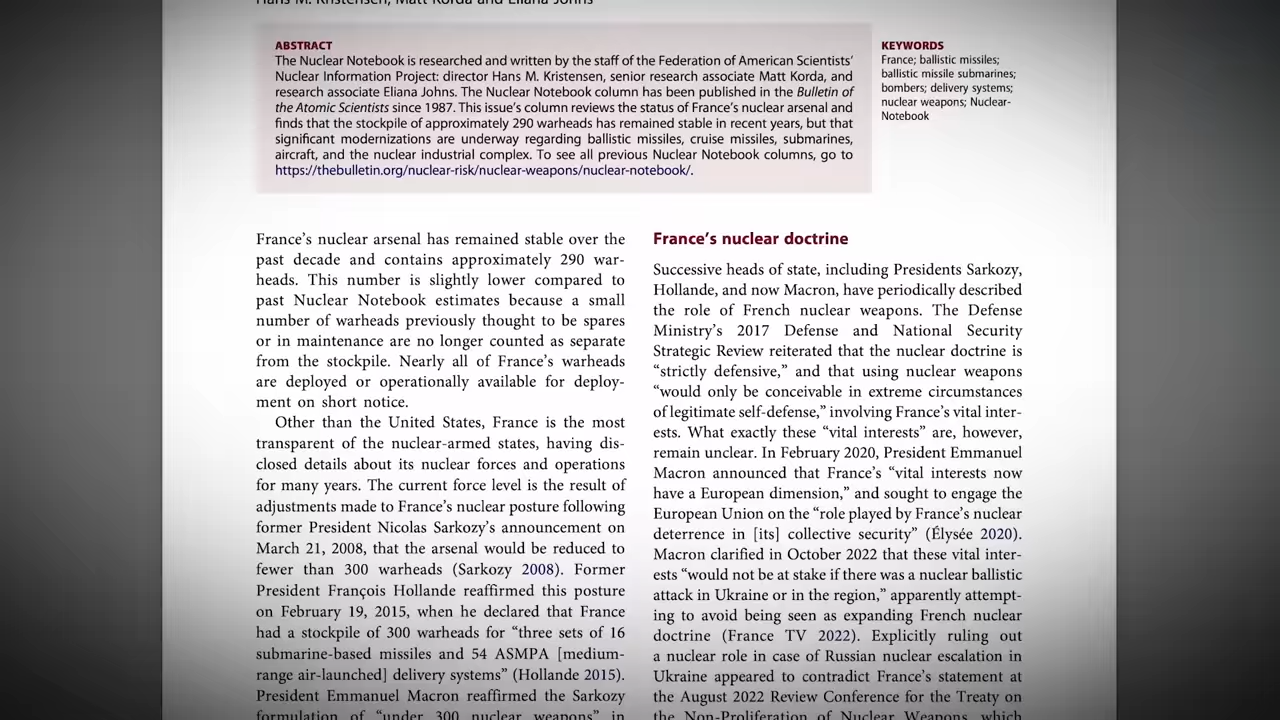 Hans M. Kristensen, Matt Korda and Eliana Johns
ABSTRACT
The Nuclear Notebook is researched and written by the staff of the Federation of American Scientists’
Nuclear Information Project: director Hans M. Kristensen, senior research associate Matt Korda, and
research associate Eliana Johns. The Nuclear Notebook column has been published in the Bulletin of
the Atomic Scientists since 1987. This issue’s column reviews the status of France’s nuclear arsenal and
finds that the stockpile of approximately 290 warheads has remained stable in recent years, but that
significant modernizations are underway regarding ballistic missiles, cruise missiles, submarines,
aircraft, and the nuclear industrial complex. To see all previous Nuclear Notebook columns, go to
https://thebulletin.org/nuclear-risk/nuclear-weapons/nuclear-notebook/.
KEYWORDS
France; ballistic missiles;
ballistic missile submarines;
bombers; delivery systems;
nuclear weapons; Nuclear-
Notebook
France’s nuclear arsenal has remained stable over the
past decade and contains approximately 290 war-
heads. This number is slightly lower compared to
past Nuclear Notebook estimates because a small
number of warheads previously thought to be spares
or in maintenance are no longer counted as separate
from the stockpile. Nearly all of France’s warheads
are deployed or operationally available for deploy-
ment on short notice.
Other than the United States, France is the most
transparent of the nuclear-armed states, having dis-
closed details about its nuclear forces and operations
for many years. The current force level is the result of
adjustments made to France’s nuclear posture following
former President Nicolas Sarkozy’s announcement on
March 21, 2008, that the arsenal would be reduced to
fewer than 300 warheads (Sarkozy 2008). Former
President François Hollande reaffirmed this posture
on February 19, 2015, when he declared that France
had a stockpile of 300 warheads for “three sets of 16
submarine-based missiles and 54 ASMPA [medium-
range air-launched] delivery systems” (Hollande 2015).
President Emmanuel Macron reaffirmed the Sarkozy
formulation of “under 300 nuclear weapons” in
France’s nuclear doctrine
Successive heads of state, including Presidents Sarkozy,
Hollande, and now Macron, have periodically described
the role of French nuclear weapons. The Defense
Ministry’s 2017 Defense and National Security
Strategic Review reiterated that the nuclear doctrine is
“strictly defensive,” and that using nuclear weapons
“would only be conceivable in extreme circumstances
of legitimate self-defense,” involving France’s vital inter-
ests. What exactly these “vital interests” are, however,
remain unclear. In February 2020, President Emmanuel
Macron announced that France’s “vital interests now
have a European dimension,” and sought to engage the
European Union on the “role played by France’s nuclear
deterrence in [its] collective security” (Élysée 2020).
Macron clarified in October 2022 that these vital inter-
ests “would not be at stake if there was a nuclear ballistic
attack in Ukraine or in the region,” apparently attempt-
ing to avoid being seen as expanding French nuclear
doctrine (France TV 2022). Explicitly ruling out
a nuclear role in case of Russian nuclear escalation in
Ukraine appeared to contradict France’s statement at
the August 2022 Review Conference for the Treaty on
the Non-Proliferation of Nuclear Weapons, which